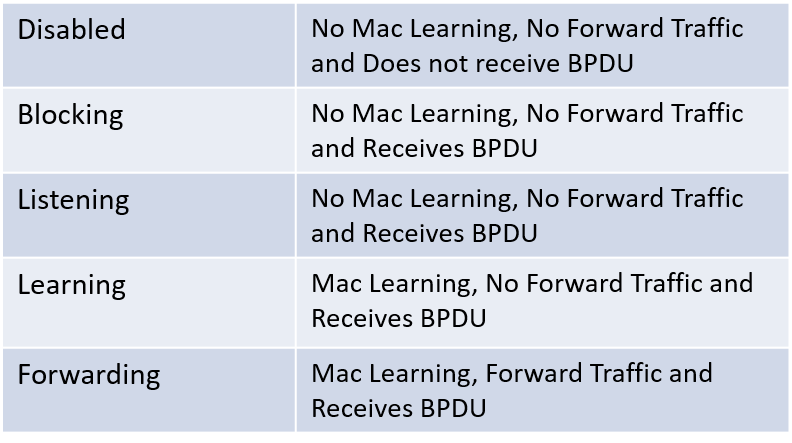 Disabled
No Mac Learning, No Forward Traffic
and Does not receive BPDU
Blocking
No Mac Learning, No Forward Traffic
and Receives BPDU
Listening
No Mac Learning, No Forward Traffic
and Receives BPDU
Learning
Mac Learning, No Forward Traffic and
Receives BPDU
Forwarding
Mac Learning, Forward Traffic and
Receives BPDU